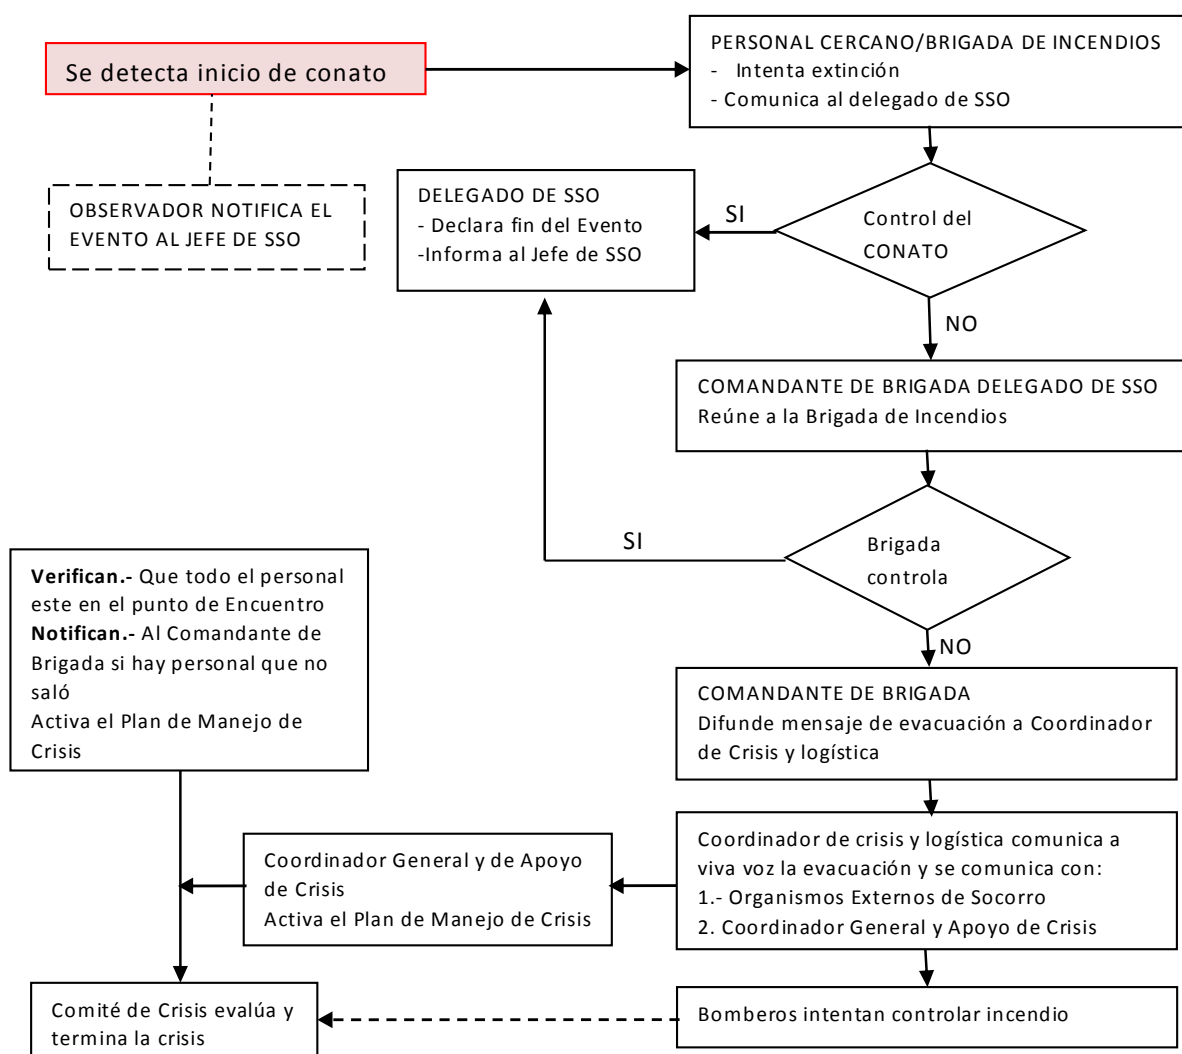 Se detecta inicio de conato
PERSONAL CERCANO/BRIGADA DE INCENDIOS
- Intenta extinción
- Comunica al delegado de SSO
OBSERVADOR NOTIFICA EL
EVENTO AL JEFE DE SSO
DELEGADO DE SSO
- Declara fin del Evento
-Informa al Jefe de SSO
SI
Control del
CONATO
NO
COMANDANTE DE BRIGADA DELEGADO DE SSO
Reúne a la Brigada de Incendios
SI
Brigada
controla
NO
Verifican.- Que todo el personal
este en el punto de Encuentro
Notifican.- Al Comandante de
Brigada si hay personal que no
saló
Activa el Plan de Manejo de
Crisis
COMANDANTE DE BRIGADA
Difunde mensaje de evacuación a Coordinador
de Crisis y logística
Coordinador de crisis y logística comunica a
viva voz la evacuación y se comunica con:
1.- Organismos Externos de Socorro
2. Coordinador General y Apoyo de Crisis
Coordinador General y de Apoyo
de Crisis
Activa el Plan de Manejo de Crisis
Comité de Crisis evalúa y
termina la crisis
Bomberos intentan controlar incendio